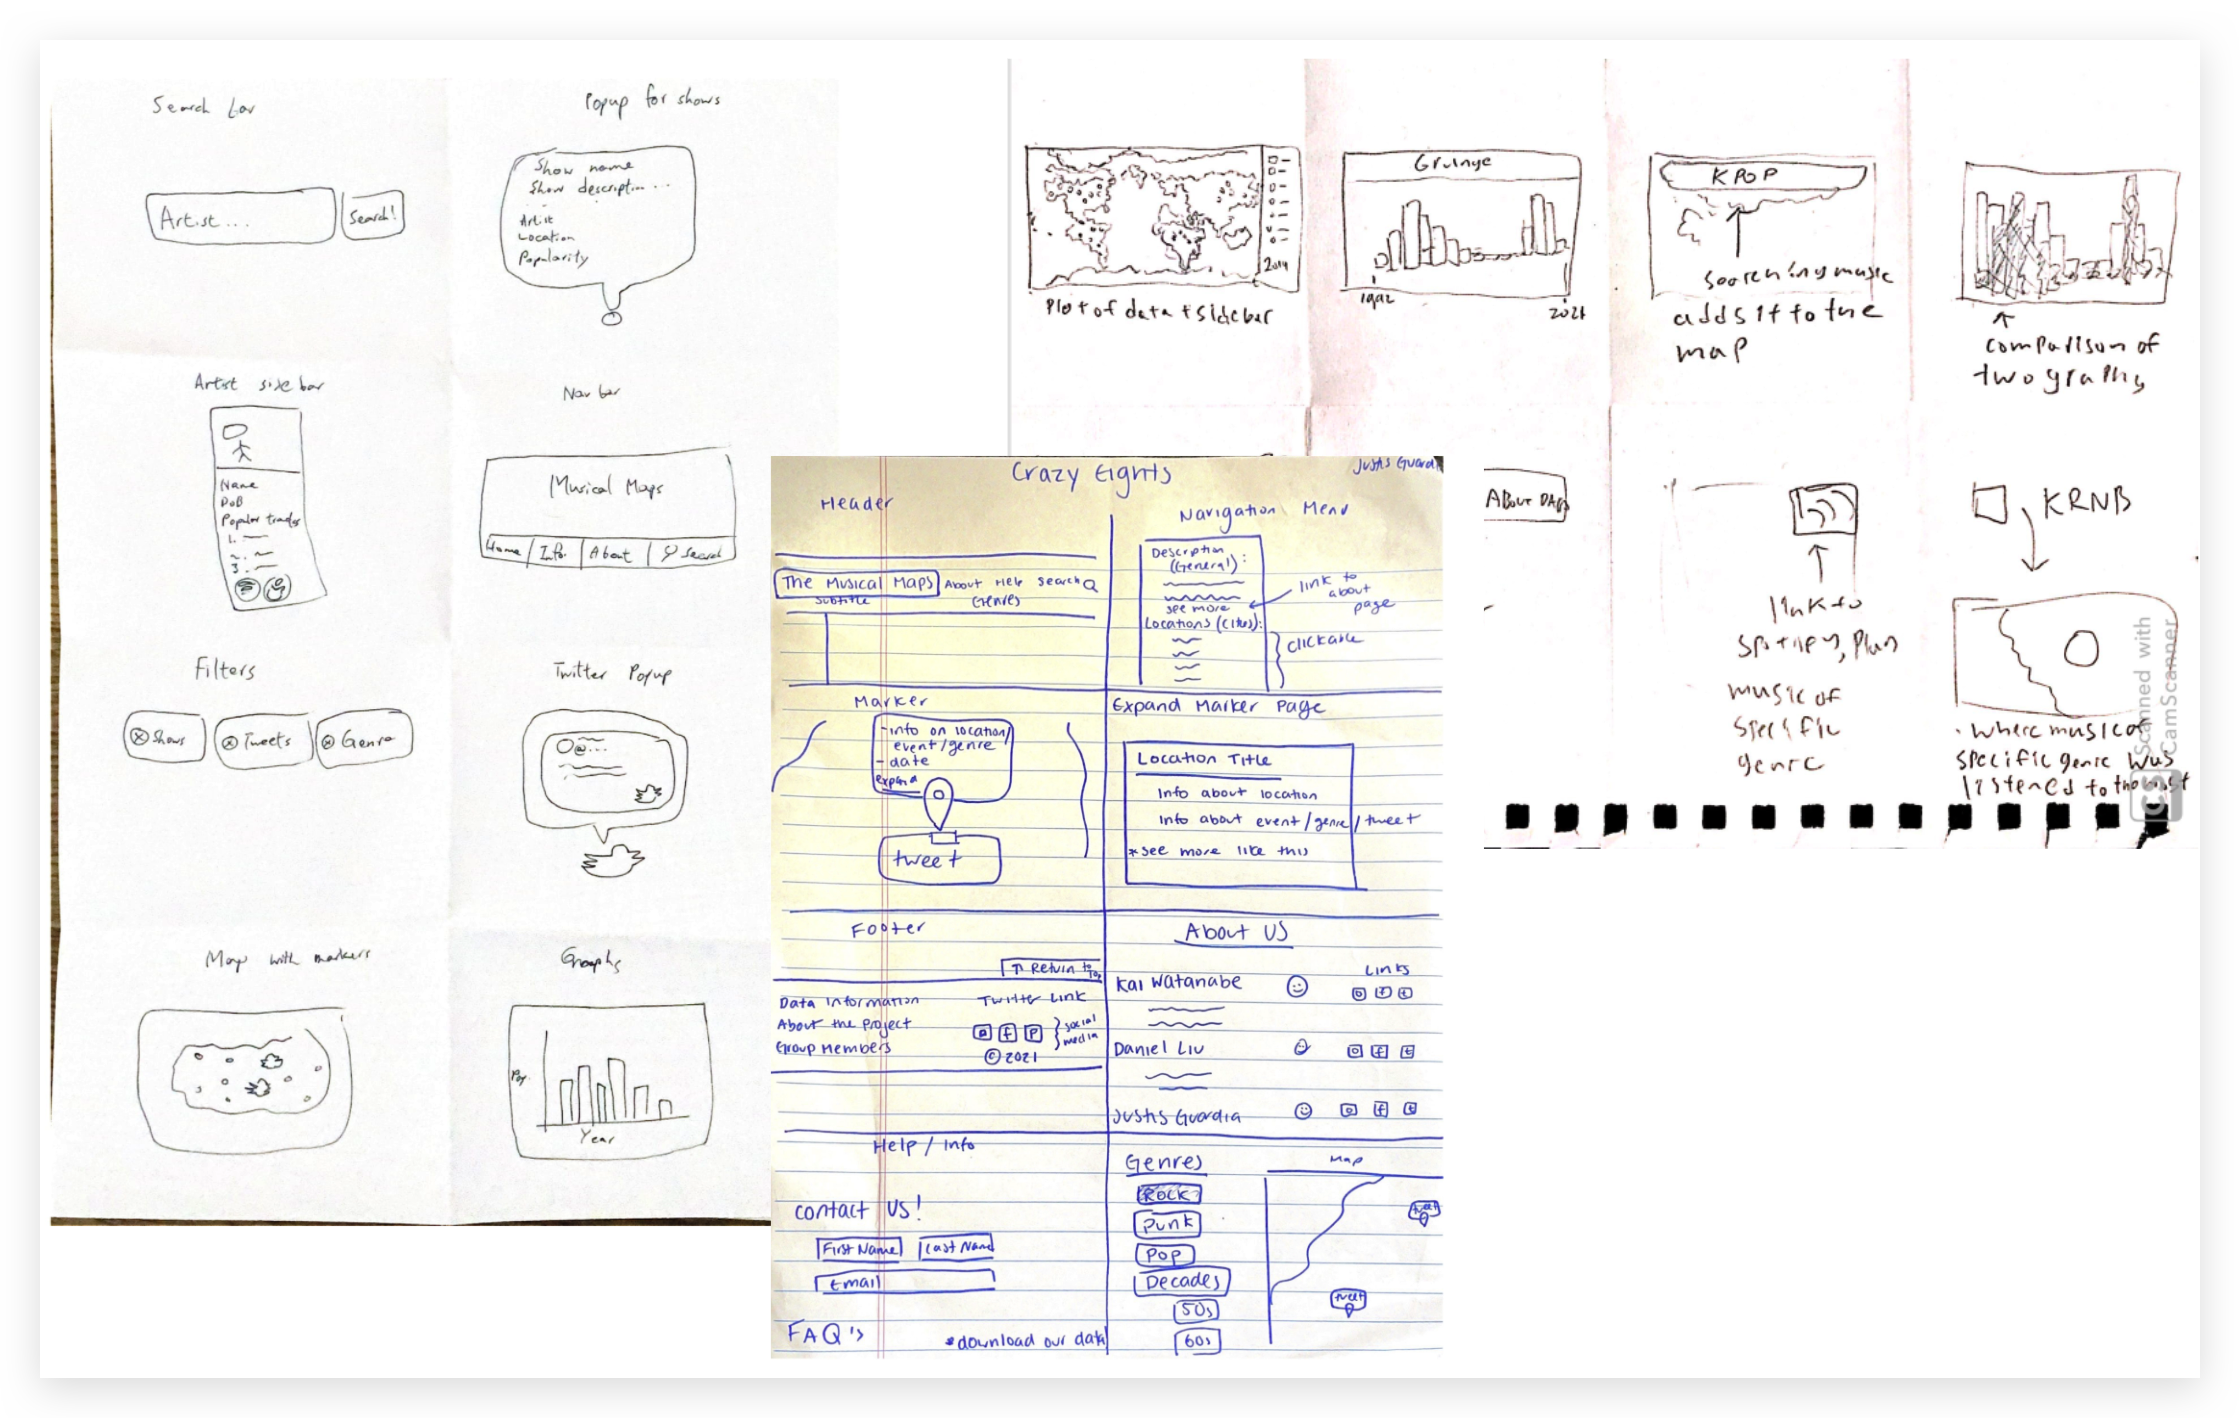 Search bar
Artist...
Search!
Popup for shows
Show name
Show descripti...
Artist
Location
Popularity
Artist sidebar
Name
DoB
Popular tracks
1.
2.
3.
Nav bar
Musical Maps
Home
Info.
About
Search
Filters
Shows
Tweets
Genre
Twitter Popup
@...
Map with markers
Graphs
Pop.
Year
Plot of data + sidebar
2014
Grunge
1992
2021
KPOP
searching music
adds it to the
map
comparison of
two graphs
About Us
link to
spotify, plays
music of
specific
genre
KRNB
. where music of
specific genre was
listened to the most
Scanned with
CamScanner
CS
Crazy Eights
Header
The Musical Maps
About Help Search
subtitle
(Genres)
Navigation Menu
Description
(General):
see more
link to
about
page
Locations (cities):
clickable
Marker
- info on location/
event/genre
- date
expand
tweet
Expand Marker Page
Location Title
Info about location
Info about event/genre/tweet
*see more like this
Footer
↑ Return to
Top
Data Information
Twitter Link
About the Project
f
p
social
media
Group Members
© 2021
About US
Links
Kai Watanabe
Daniel Liu
Justis Guardia
Help / Info
Contact US!
First Name
Last Name
Email
FAQ's
*download our data
Genres
Rock
Punk
Pop
Decades
50s
60s
Map
tweet
tweet